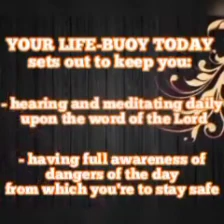 YOUR LIFE-BUOY TODAY
sets out to keep you:
- hearing and meditating daily
upon the word of the Lord
- having full awareness of
dangers of the day
from which you're to stay safe